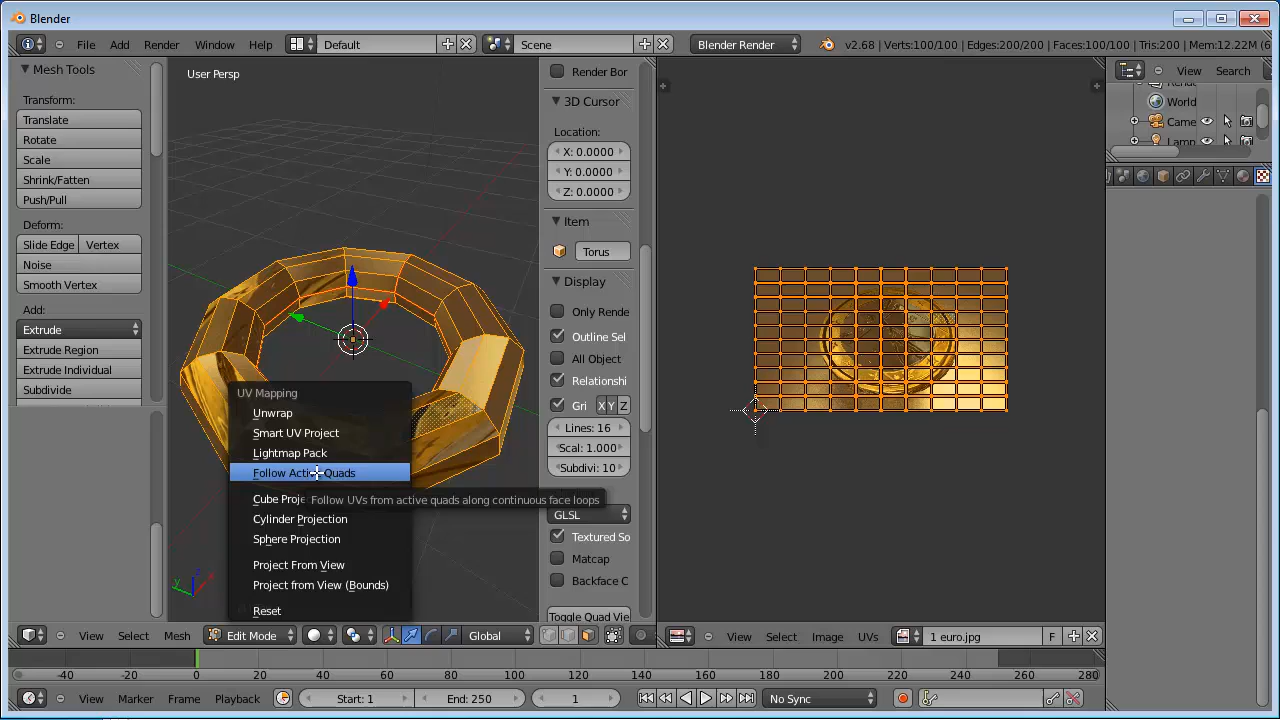 Blender
File Add Render Window Help Default Scene Blender Render v2.68 | Verts:100/100 | Edges:200/200 | Faces:100/100 | Tris:200 | Mem:12.22M (6
Mesh Tools
Transform:
Translate
Rotate
Scale
Shrink/Fatten
Push/Pull
Deform:
Slide Edge Vertex
Noise
Smooth Vertex
Add:
Extrude
Extrude Region
Extrude Individual
Subdivide
User Persp
UV Mapping
Unwrap
Smart UV Project
Lightmap Pack
Follow Active Quads
Follow UVs from active quads along continuous face loops
Cube Proje
Cylinder Projection
Sphere Projection
Project From View
Project from View (Bounds)
Reset
y z x
Render Bor
3D Cursor
Location:
X: 0.0000
Y: 0.0000
Z: 0.0000
Item
Torus
Display
Only Rende
Outline Sel
All Object
Relationshi
Gri X Y Z
Lines: 16
Scal: 1.000
Subdivi: 10
GLSL
Textured So
Matcap
Backface C
Toggle Quad Vie
View Search
World
Came
Lamp
View Select Mesh Edit Mode Global
View Select Image UVs 1 euro.jpg F
-40 -20 0 20 40 60 80 100 120 140 160 180 200 220 240 260 280
View Marker Frame Playback Start: 1 End: 250 1 No Sync